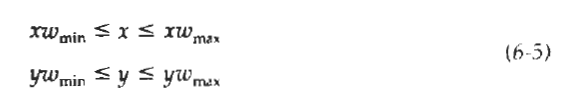 xw_min ≤ x ≤ xw_max
(6-5)
yw_min ≤ y ≤ yw_max